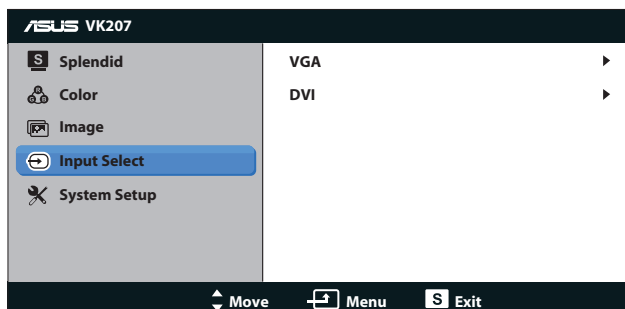 ASUS VK207
S Splendid
R G B Color
Image
Input Select
System Setup
VGA
DVI
Move Menu S Exit